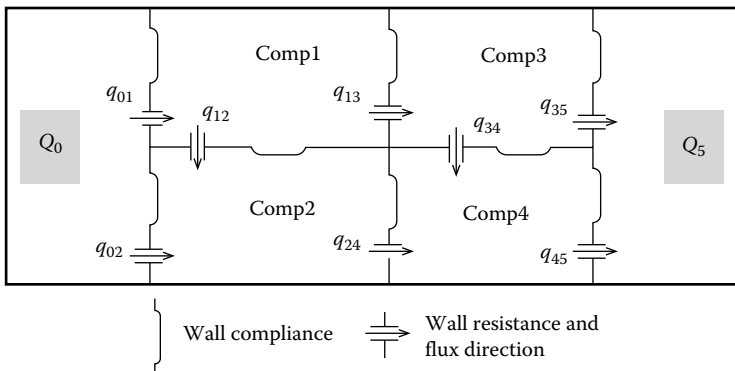 Comp1
Comp3
q01
q12
q13
q34
q35
Q0
Q5
Comp2
Comp4
q02
q24
q45
Wall compliance
Wall resistance and
flux direction